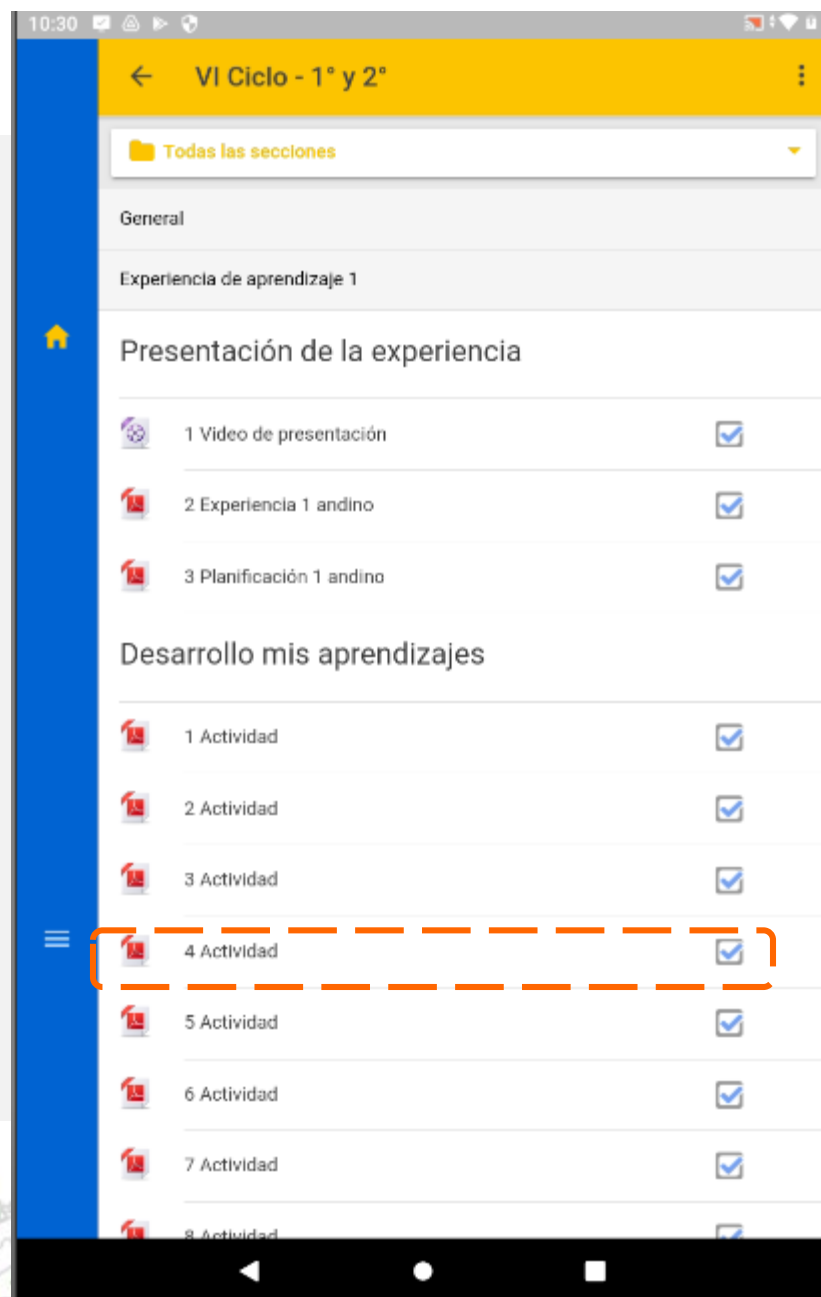 10:30
VI Ciclo - 1° y 2°
Todas las secciones
General
Experiencia de aprendizaje 1
Presentación de la experiencia
1 Video de presentación
2 Experiencia 1 andino
3 Planificación 1 andino
Desarrollo mis aprendizajes
1 Actividad
2 Actividad
3 Actividad
4 Actividad
5 Actividad
6 Actividad
7 Actividad
8 Actividad